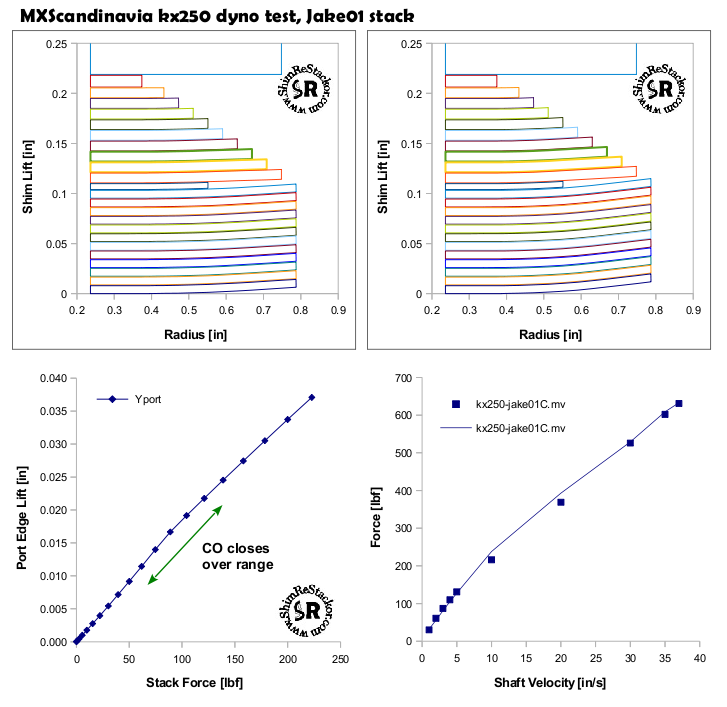 MXScandinavia kx250 dyno test, Jake01 stack
0.25
0.2
0.15
0.1
0.05
0
Shim Lift [in]
0.2 0.3 0.4 0.5 0.6 0.7 0.8 0.9
Radius [in]
www.ShimReStackor.com
SR
0.25
0.2
0.15
0.1
0.05
0
Shim Lift [in]
0.2 0.3 0.4 0.5 0.6 0.7 0.8 0.9
Radius [in]
www.ShimReStackor.com
SR
0.040
0.035
0.030
0.025
0.020
0.015
0.010
0.005
0.000
Port Edge Lift [in]
Yport
CO closes
over range
www.ShimReStackor.com
SR
0 50 100 150 200 250
Stack Force [lbf]
700
600
500
400
300
200
100
0
Force [lbf]
kx250-jake01C.mv
kx250-jake01C.mv
0 5 10 15 20 25 30 35 40
Shaft Velocity [in/s]